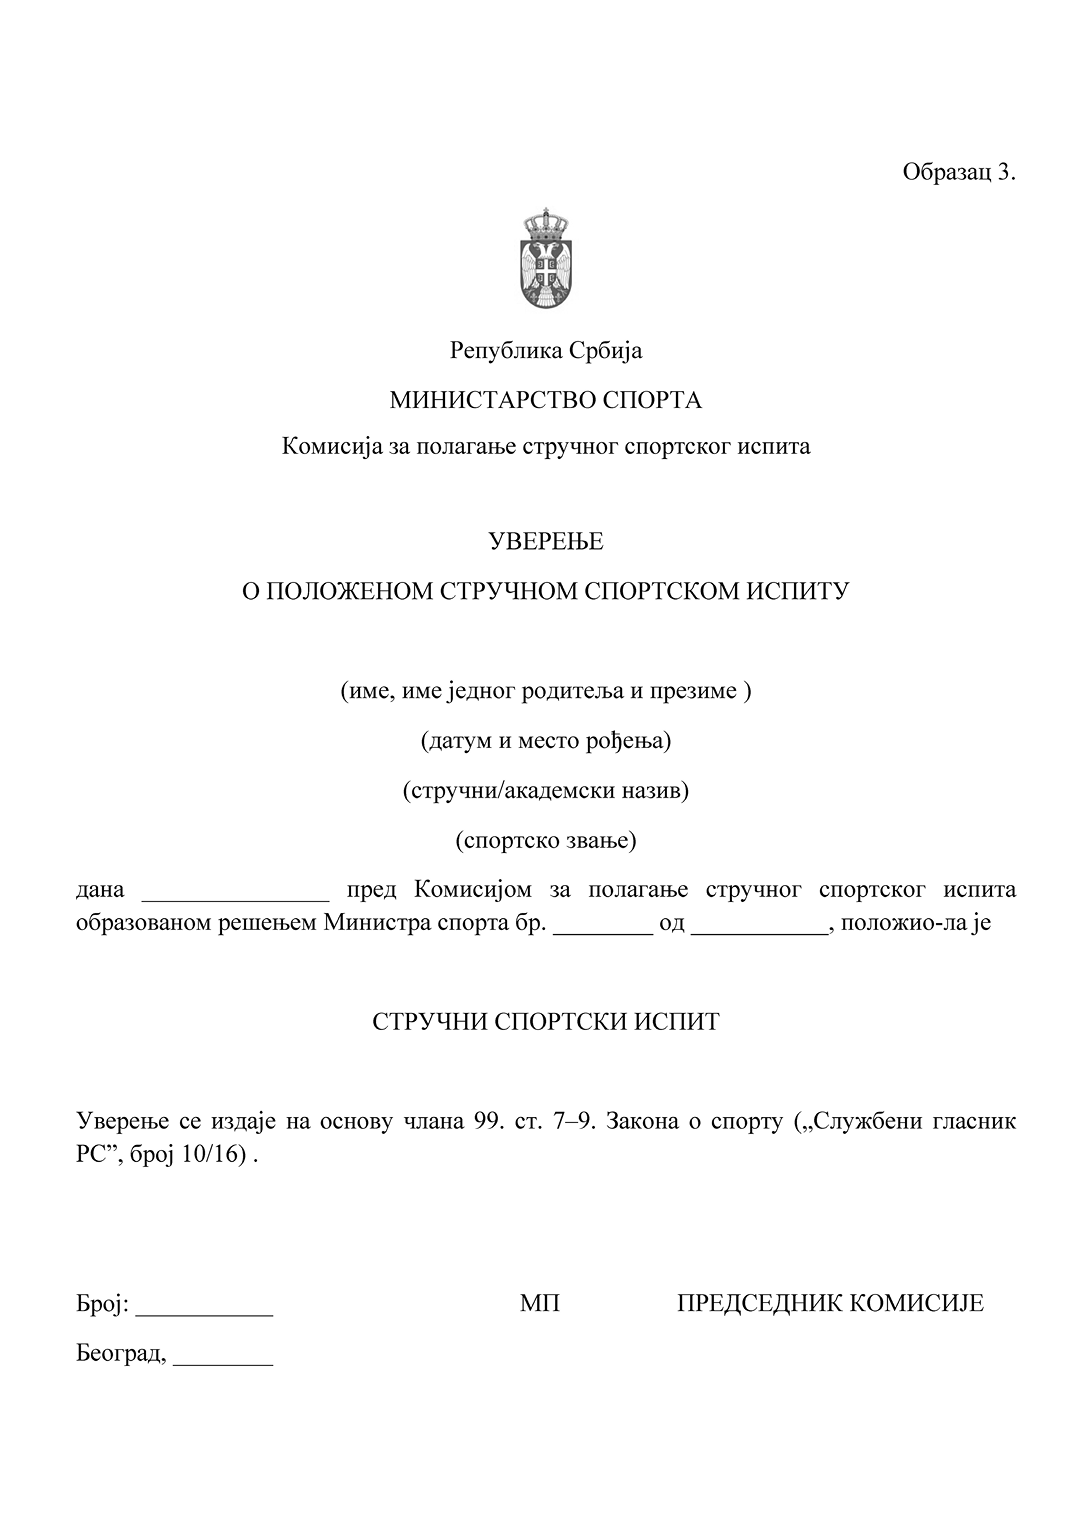 Образац 3.
Република Србија
МИНИСТАРСТВО СПОРТА
Комисија за полагање стручног спортског испита
УВЕРЕЊЕ
О ПОЛОЖЕНОМ СТРУЧНОМ СПОРТСКОМ ИСПИТУ
(име, име једног родитеља и презиме )
(датум и место рођења)
(стручни/академски назив)
(спортско звање)
дана _______________ пред Комисијом за полагање стручног спортског испита
образованом решењем Министра спорта бр. ________ од ___________, положио-ла је
СТРУЧНИ СПОРТСКИ ИСПИТ
Уверење се издаје на основу члана 99. ст. 7–9. Закона о спорту („Службени гласник
РС”, број 10/16) .
Број: ___________ МП ПРЕДСЕДНИК КОМИСИЈЕ
Београд, ________